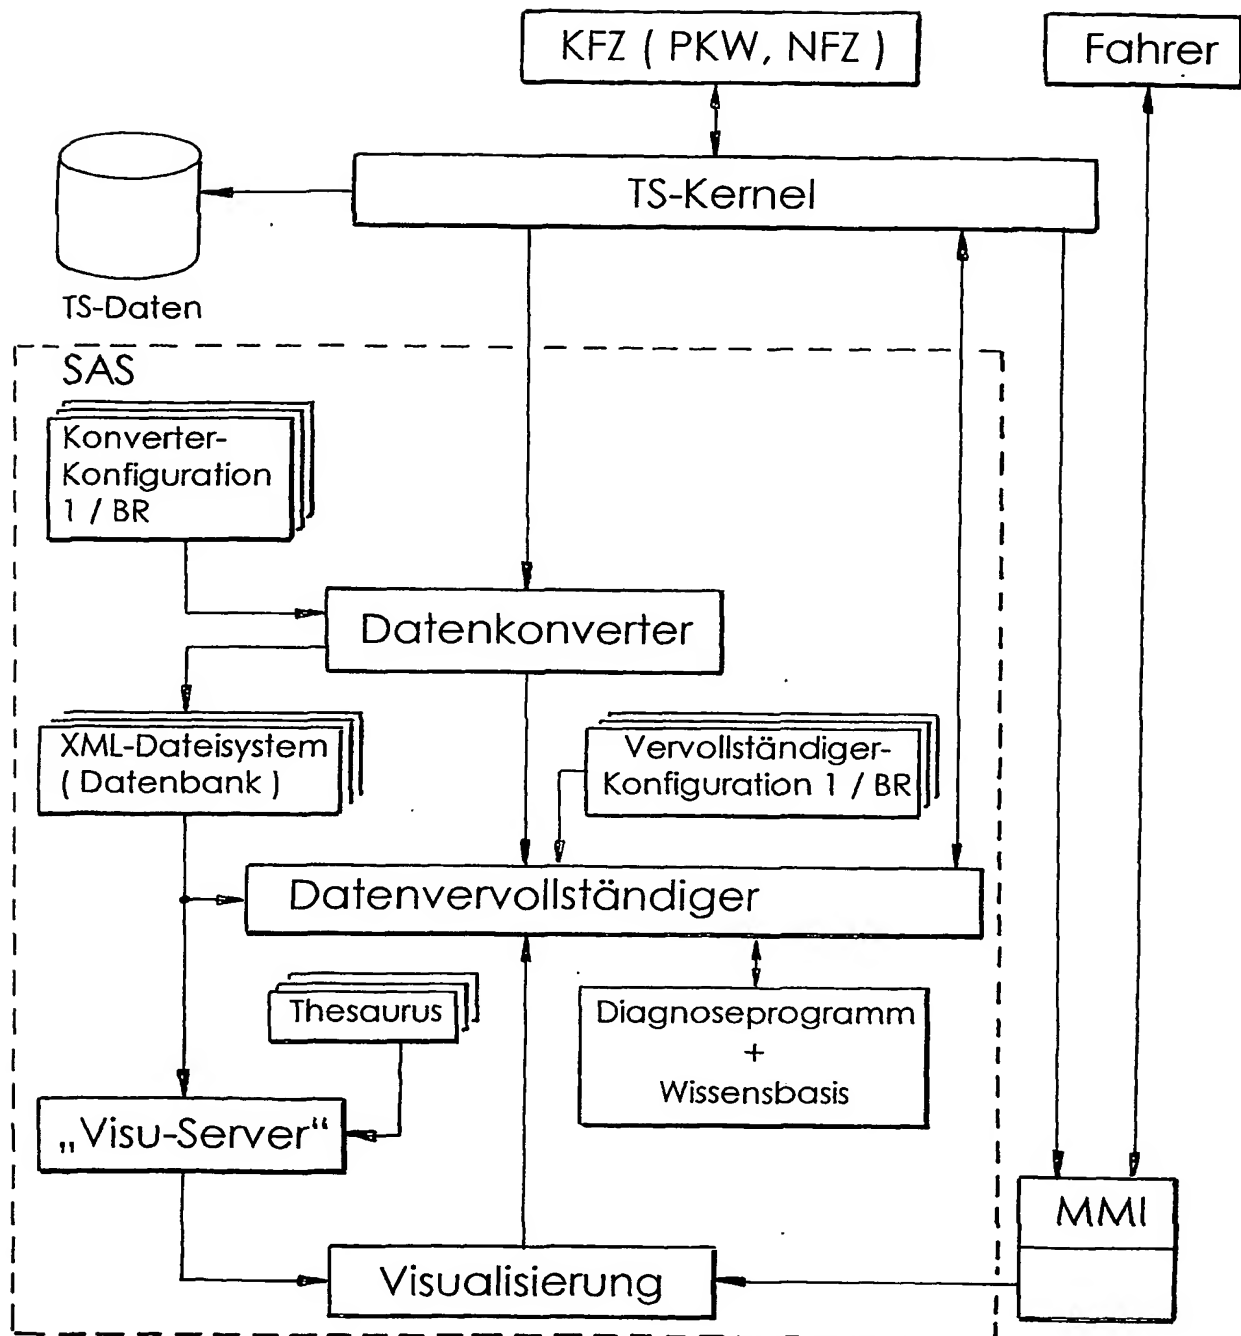 KFZ ( PKW, NFZ )
Fahrer
TS-Kernel
TS-Daten
SAS
Konverter-
Konfiguration
1 / BR
Datenkonverter
XML-Dateisystem
( Datenbank )
Vervollständiger-
Konfiguration 1 / BR
Datenvervollständiger
Thesaurus
Diagnoseprogramm
+
Wissensbasis
„Visu-Server“
MMI
Visualisierung